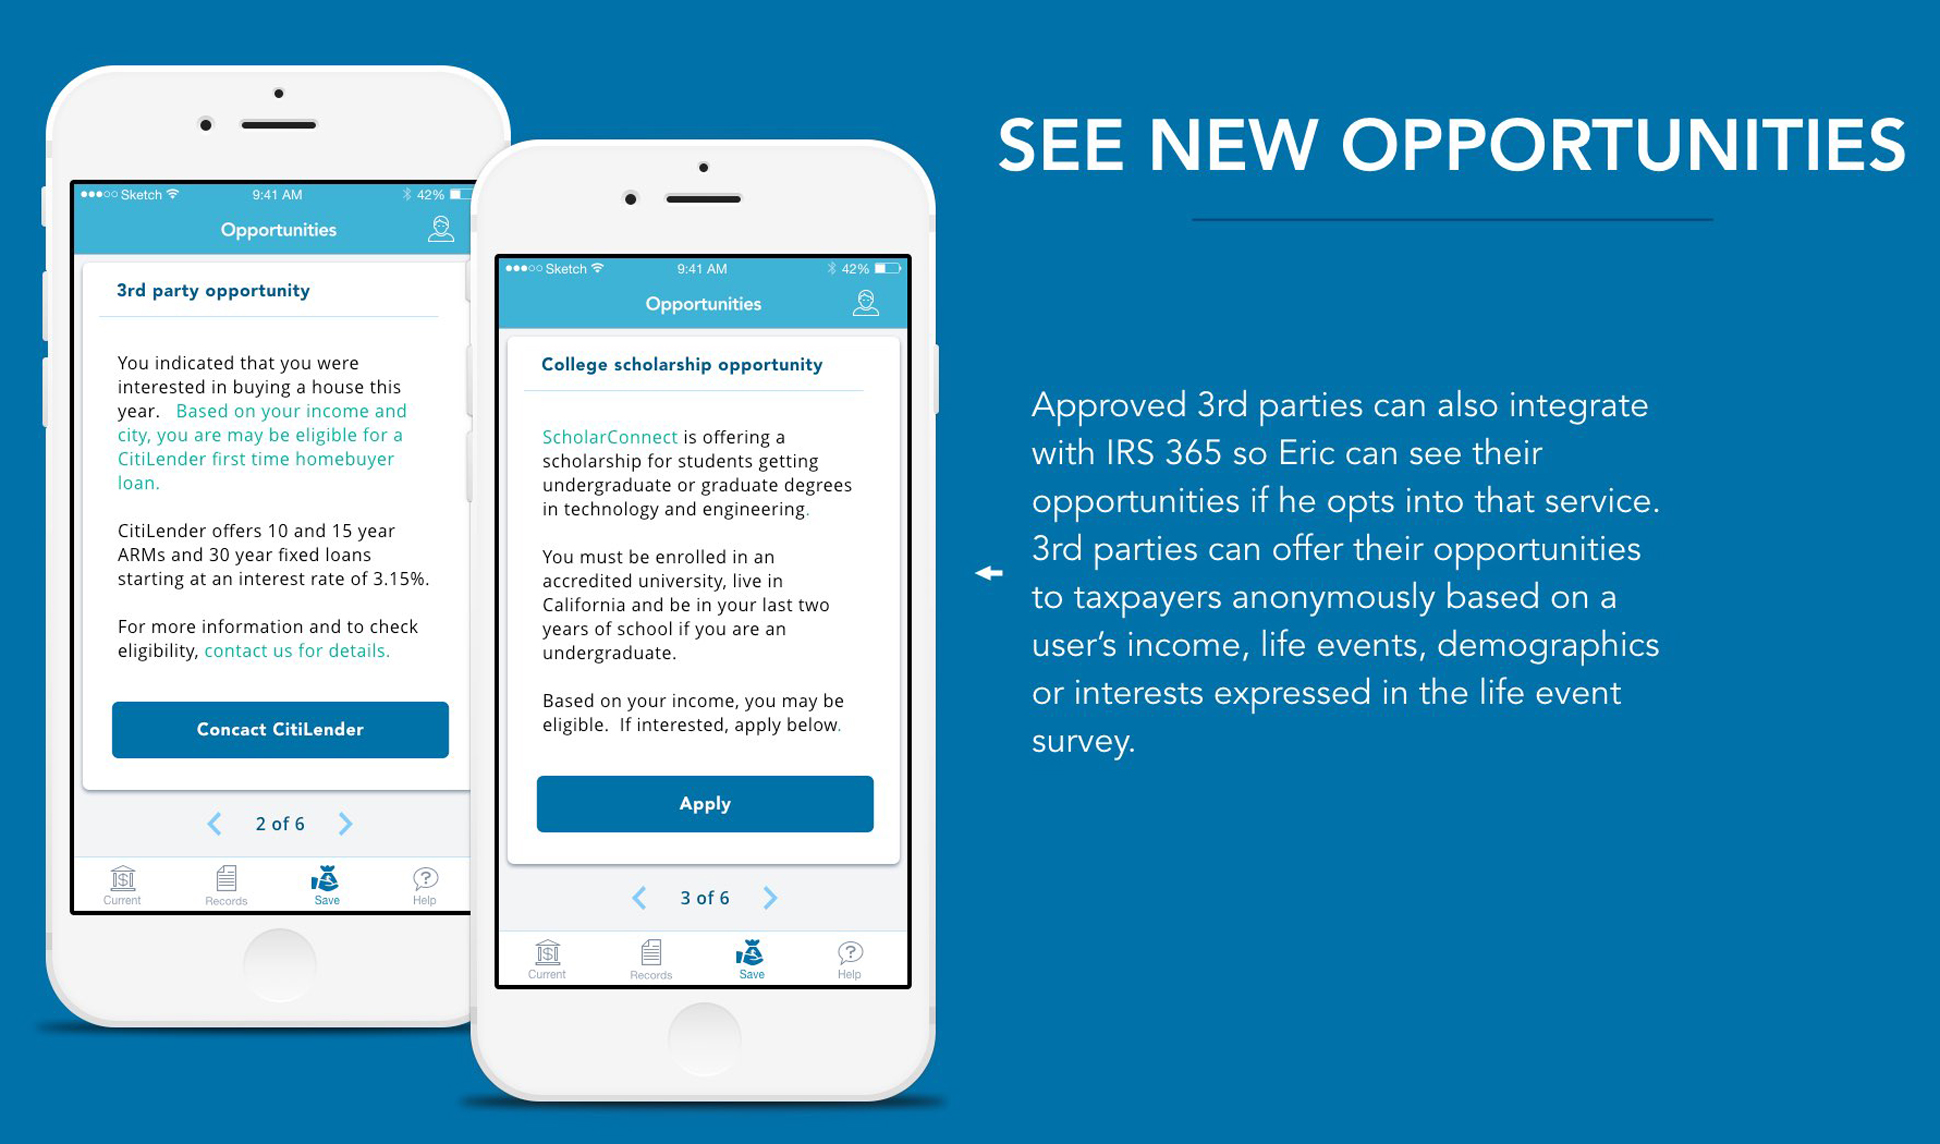 SEE NEW OPPORTUNITIES
Sketch 9:41 AM 42%
Opportunities
3rd party opportunity
You indicated that you were
interested in buying a house this
year. Based on your income and
city, you are may be eligible for a
CitiLender first time homebuyer
loan.
CitiLender offers 10 and 15 year
ARMs and 30 year fixed loans
starting at an interest rate of 3.15%.
For more information and to check
eligibility, contact us for details.
Concact CitiLender
2 of 6
Current Records Save Help
Sketch 9:41 AM 42%
Opportunities
College scholarship opportunity
ScholarConnect is offering a
scholarship for students getting
undergraduate or graduate degrees
in technology and engineering.
You must be enrolled in an
accredited university, live in
California and be in your last two
years of school if you are an
undergraduate.
Based on your income, you may be
eligible. If interested, apply below.
Apply
3 of 6
Current Records Save Help
Approved 3rd parties can also integrate
with IRS 365 so Eric can see their
opportunities if he opts into that service.
3rd parties can offer their opportunities
to taxpayers anonymously based on a
user’s income, life events, demographics
or interests expressed in the life event
survey.